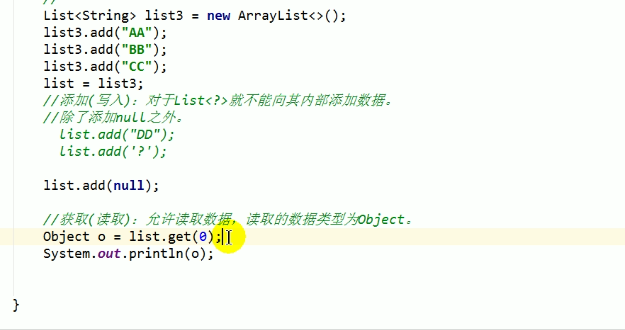 List<String> list3 = new ArrayList<>();
list3.add("AA");
list3.add("BB");
list3.add("CC");
list = list3;
//添加(写入): 对于List<?>就不能向其内部添加数据。
//除了添加null之外。
list.add("DD");
list.add('?');
list.add(null);
//获取(读取): 允许读取数据，读取的数据类型为Object。
Object o = list.get(0);
System.out.println(o);
}